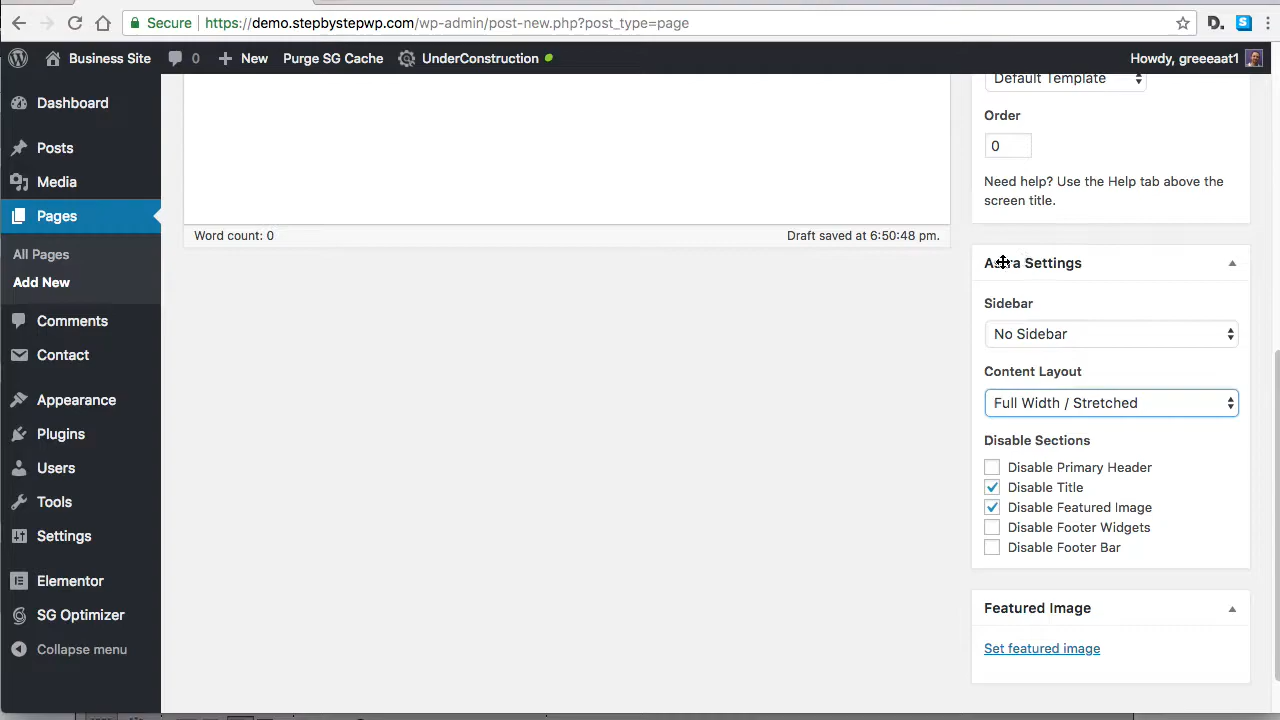 Secure
https://demo.stepbystepwp.com/wp-admin/post-new.php?post_type=page
D.
S
Business Site
0
New
Purge SG Cache
UnderConstruction
Howdy, greeeaat1
Dashboard
Posts
Media
Pages
All Pages
Add New
Comments
Contact
Appearance
Plugins
Users
Tools
Settings
Elementor
SG Optimizer
Collapse menu
Word count: 0
Draft saved at 6:50:48 pm.
Default Template
Order
0
Need help? Use the Help tab above the
screen title.
Astra Settings
Sidebar
No Sidebar
Content Layout
Full Width / Stretched
Disable Sections
Disable Primary Header
Disable Title
Disable Featured Image
Disable Footer Widgets
Disable Footer Bar
Featured Image
Set featured image